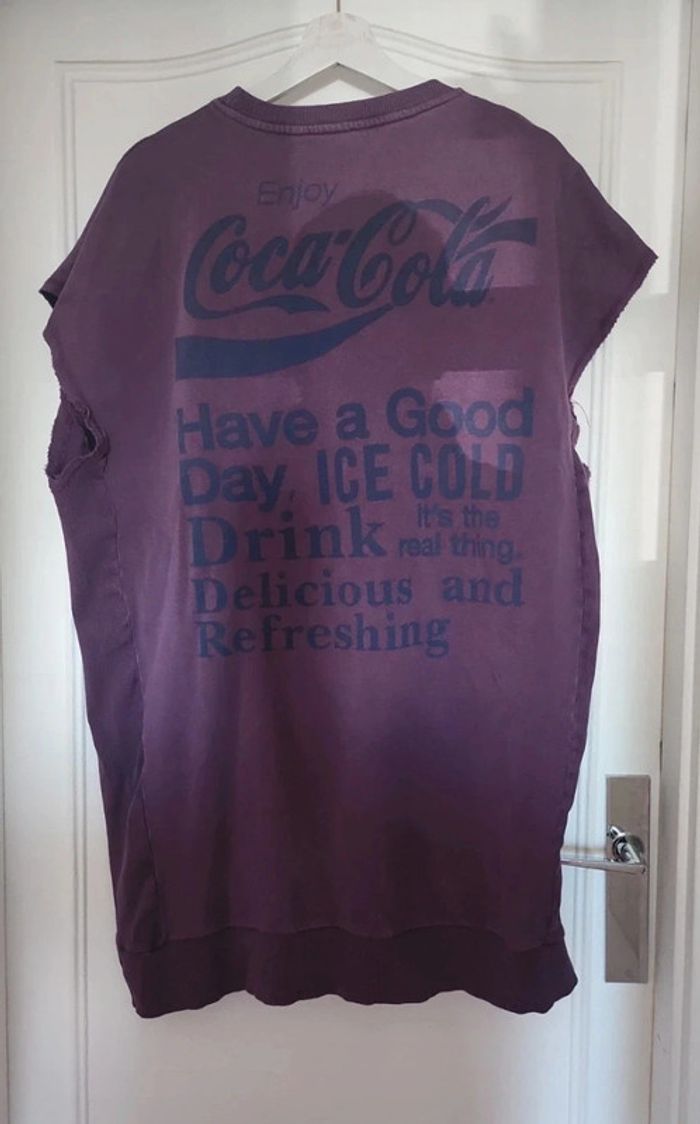 Enjoy
Coca-Cola
Have a Good
Day, ICE COLD
Drink It's the
real thing.
Delicious and
Refreshing